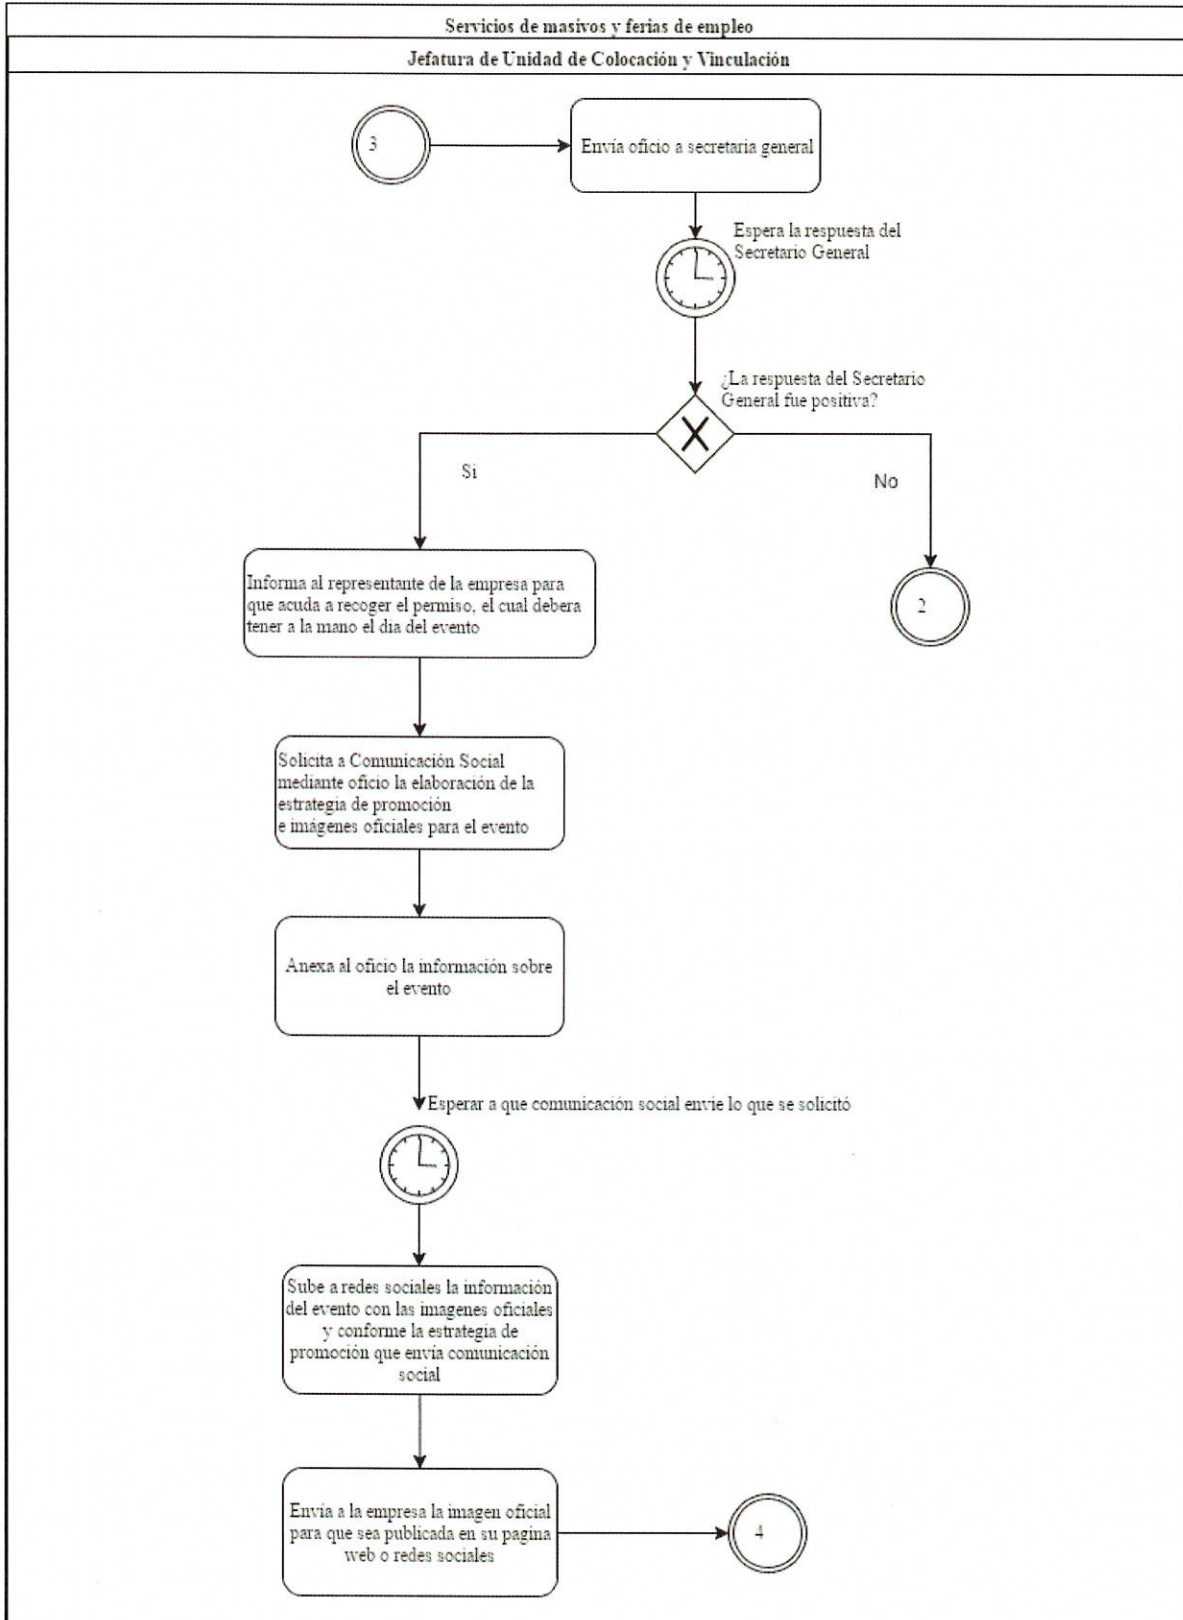 Servicios de masivos y ferias de empleo
Jefatura de Unidad de Colocación y Vinculación
3
Envía oficio a secretaria general
Espera la respuesta del
Secretario General
¿La respuesta del Secretario
General fue positiva?
Si
No
Informa al representante de la empresa para
que acuda a recoger el permiso, el cual debera
tener a la mano el dia del evento
2
Solicita a Comunicación Social
mediante oficio la elaboración de la
estrategia de promoción
e imágenes oficiales para el evento
Anexa al oficio la información sobre
el evento
Esperar a que comunicación social envie lo que se solicitó
Sube a redes sociales la información
del evento con las imagenes oficiales
y conforme la estrategia de
promoción que envía comunicación
social
Envía a la empresa la imagen oficial
para que sea publicada en su pagina
web o redes sociales
4